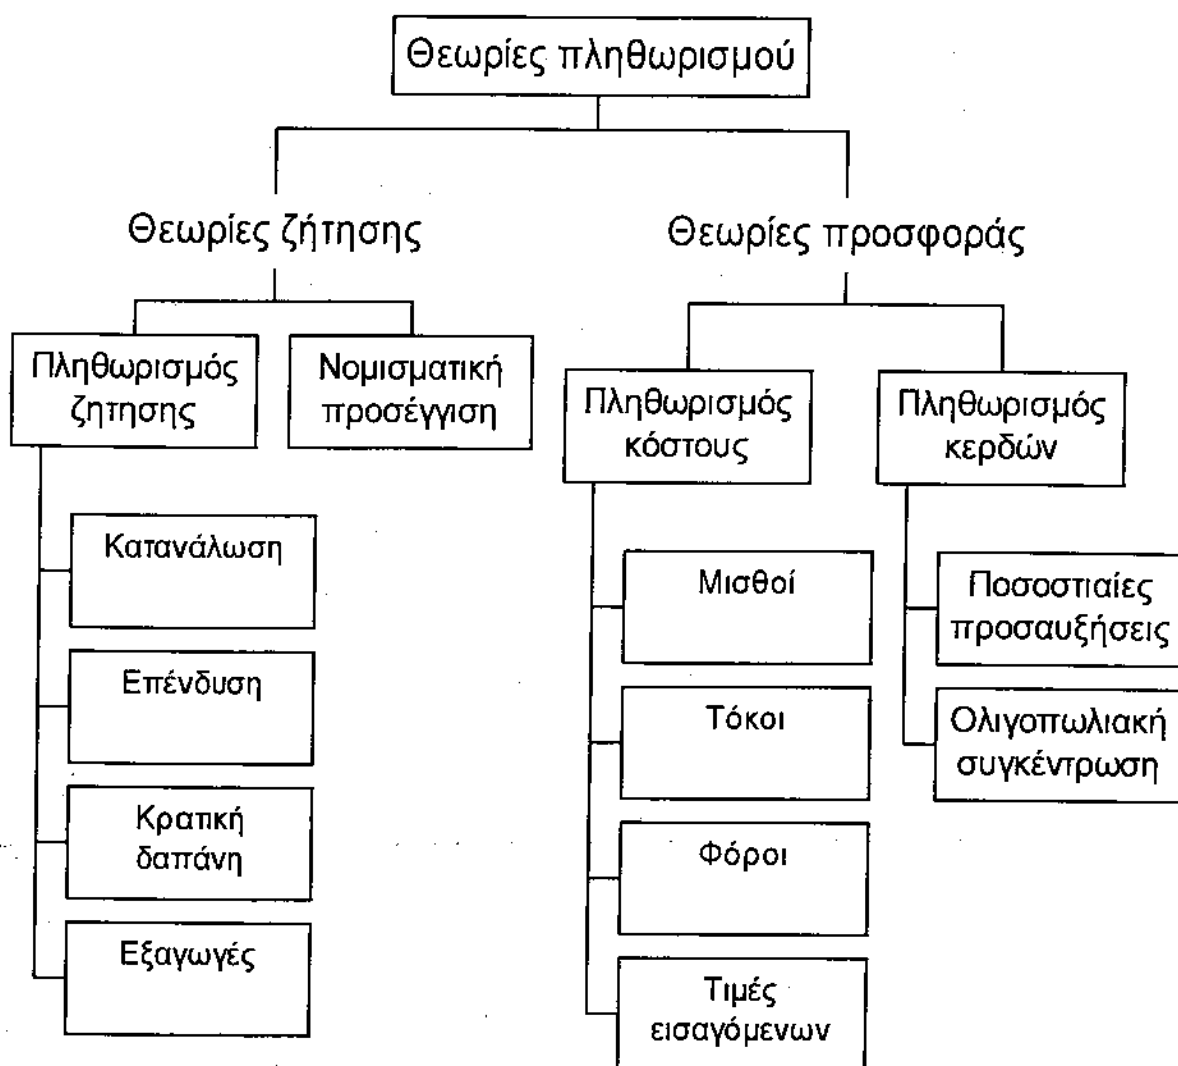 Θεωρίες πληθωρισμού
Θεωρίες ζήτησης
Θεωρίες προσφοράς
Πληθωρισμός
ζητησης
Νομισματική
προσέγγιση
Πληθωρισμός
κόστους
Πληθωρισμός
κερδών
Κατανάλωση
Επένδυση
Κρατική
δαπάνη
Εξαγωγές
Μισθοί
Τόκοι
Φόροι
Τιμές
εισαγόμενων
Ποσοστιαίες
προσαυξήσεις
Ολιγοπωλιακή
συγκέντρωση